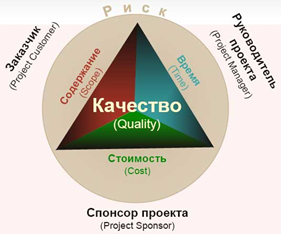 Риск
Заказчик
(Project Customer)
Руководитель
проекта
(Project Manager)
Содержание
(Scope)
Время
(Time)
Качество
(Quality)
Стоимость
(Cost)
Спонсор проекта
(Project Sponsor)